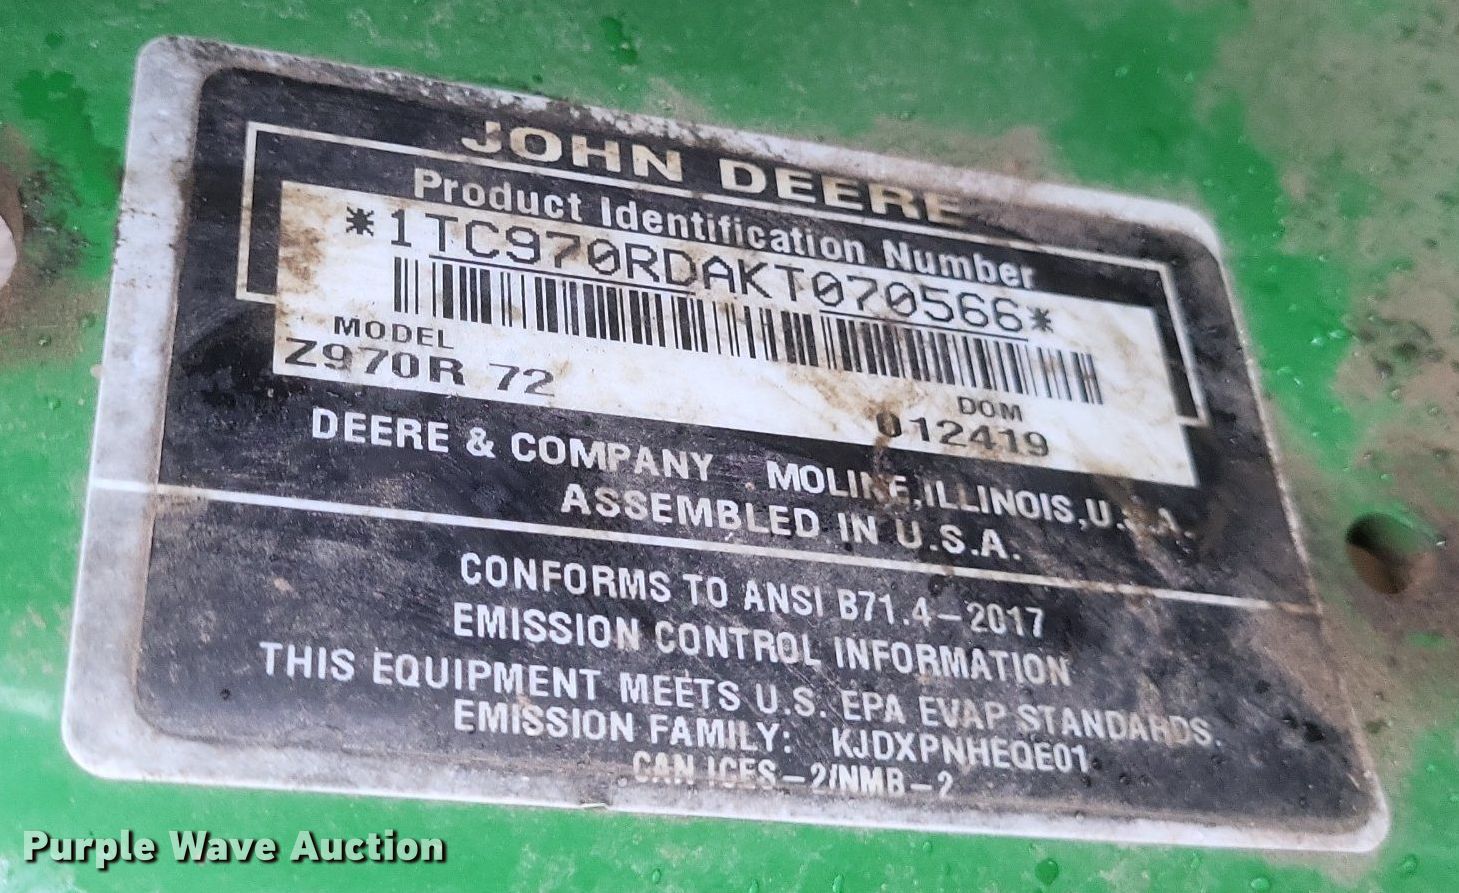 JOHN DEERE
Product Identification Number
*1TC970RDAKT070566*
MODEL
Z970R 72
DOM
012419
DEERE & COMPANY MOLINE, ILLINOIS, U.S.A.
ASSEMBLED IN U.S.A.
CONFORMS TO ANSI B71.4-2017
EMISSION CONTROL INFORMATION
THIS EQUIPMENT MEETS U.S. EPA EVAP STANDARDS.
EMISSION FAMILY: KJDXPNHEQE01
CAN ICES-2/NMB-2
Purple Wave Auction